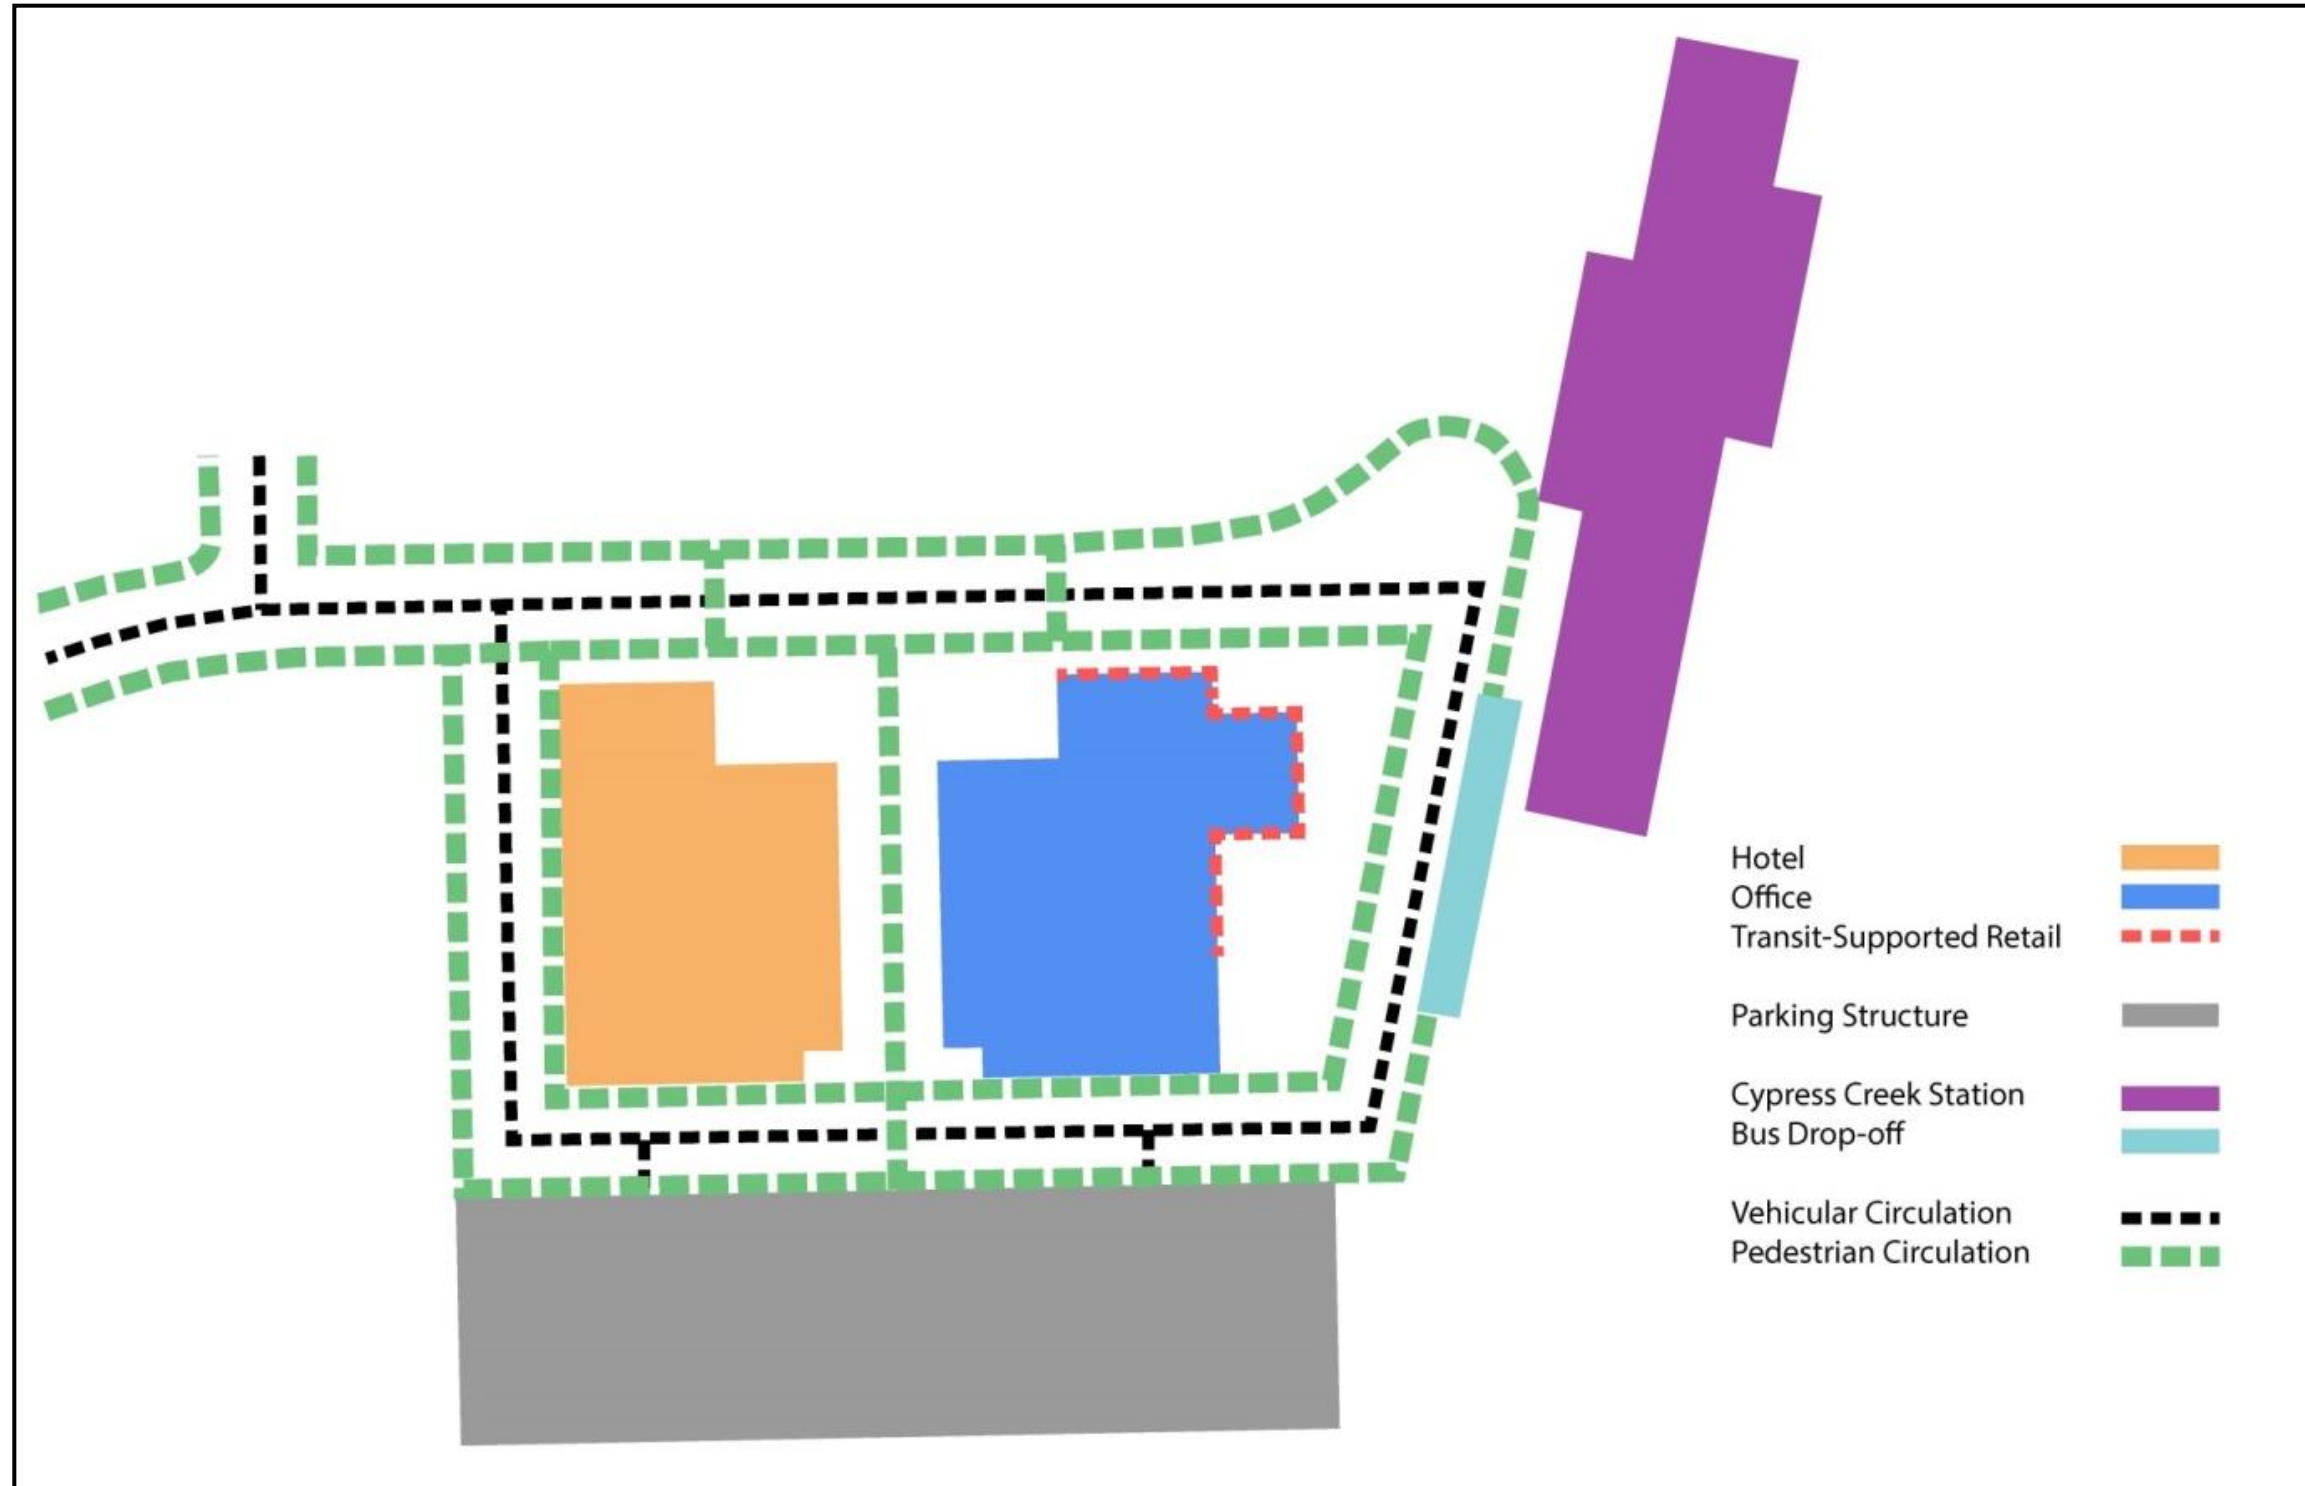 Hotel
Office
Transit-Supported Retail
Parking Structure
Cypress Creek Station
Bus Drop-off
Vehicular Circulation
Pedestrian Circulation